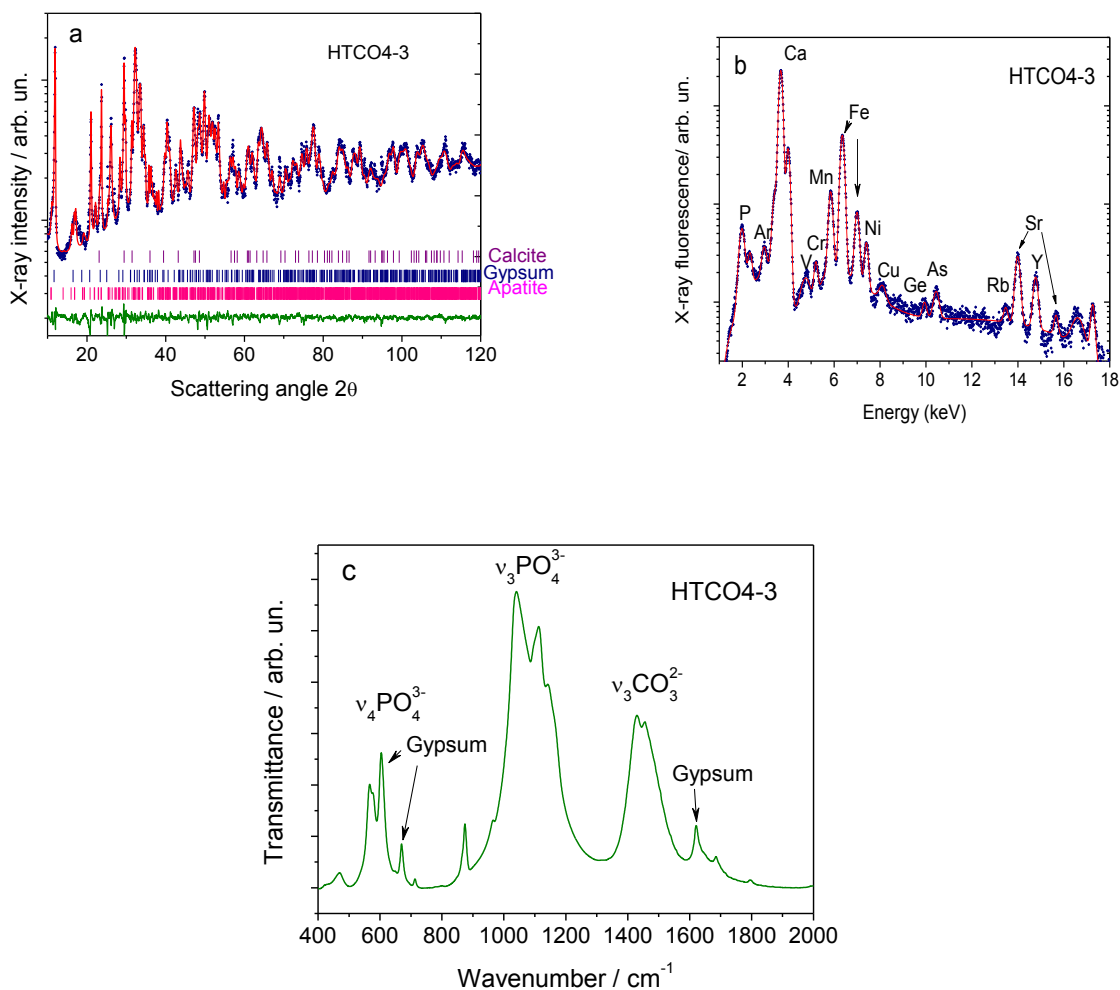 a
HTCO4-3
X-ray intensity / arb. un.
Calcite
Gypsum
Apatite
20 40 60 80 100 120
Scattering angle 2θ
b
HTCO4-3
X-ray fluorescence/ arb. un.
Ca
Fe
Mn
P
Ar
V
Cr
Ni
Cu
Ge
As
Rb
Sr
Y
2 4 6 8 10 12 14 16 18
Energy (keV)
c
HTCO4-3
Transmittance / arb. un.
ν₃PO₄³⁻
ν₄PO₄³⁻
Gypsum
ν₃CO₃²⁻
Gypsum
400 600 800 1000 1200 1400 1600 1800 2000
Wavenumber / cm⁻¹